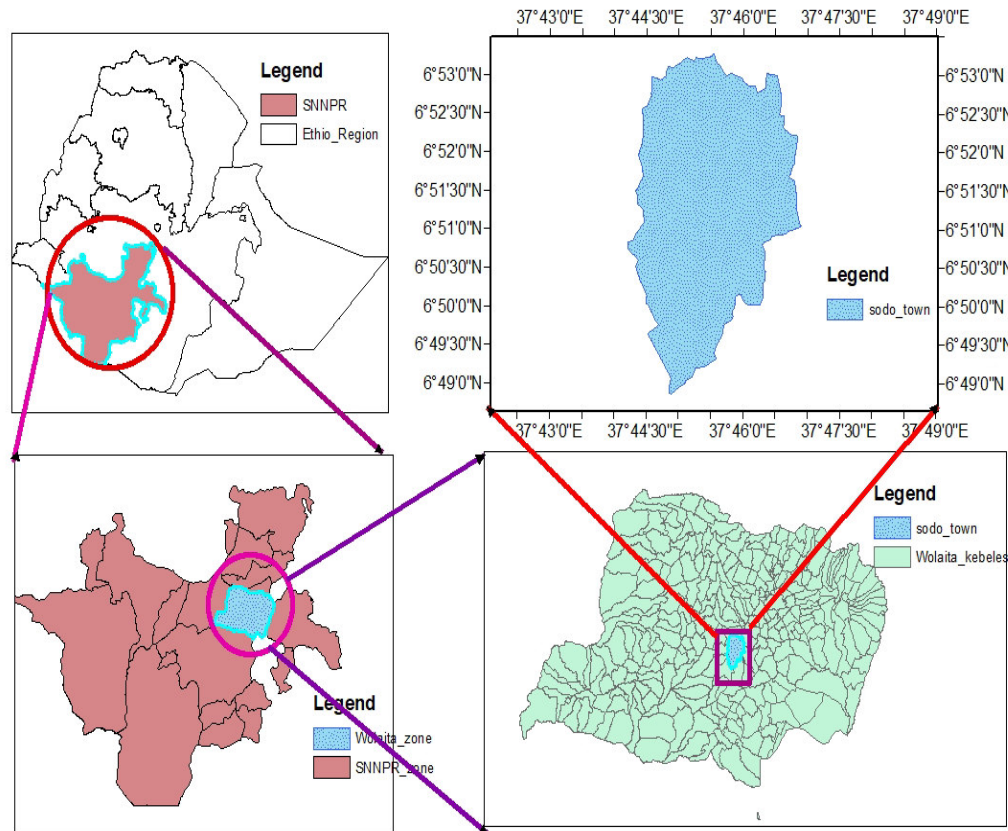 Legend
SNNPR
Ethio_Region
37°43'0"E 37°44'30"E 37°46'0"E 37°47'30"E 37°49'0"E
6°53'0"N 6°53'0"N
6°52'30"N 6°52'30"N
6°52'0"N 6°52'0"N
6°51'30"N 6°51'30"N
6°51'0"N 6°51'0"N
6°50'30"N 6°50'30"N
6°50'0"N 6°50'0"N
6°49'30"N 6°49'30"N
6°49'0"N 6°49'0"N
Legend
sodo_town
37°43'0"E 37°44'30"E 37°46'0"E 37°47'30"E 37°49'0"E
Legend
Wolaita_zone
SNNPR_zone
Legend
sodo_town
Wolaita_kebeles